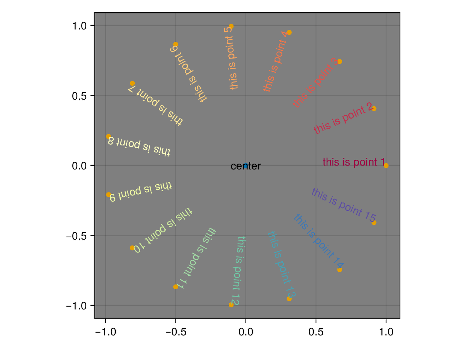 1.0
0.5
0.0
−0.5
−1.0
−1.0
−0.5
0.0
0.5
1.0
center
this is point 1
this is point 2
this is point 3
this is point 4
this is point 5
this is point 6
this is point 7
this is point 8
this is point 9
this is point 10
this is point 11
this is point 12
this is point 13
this is point 14
this is point 15